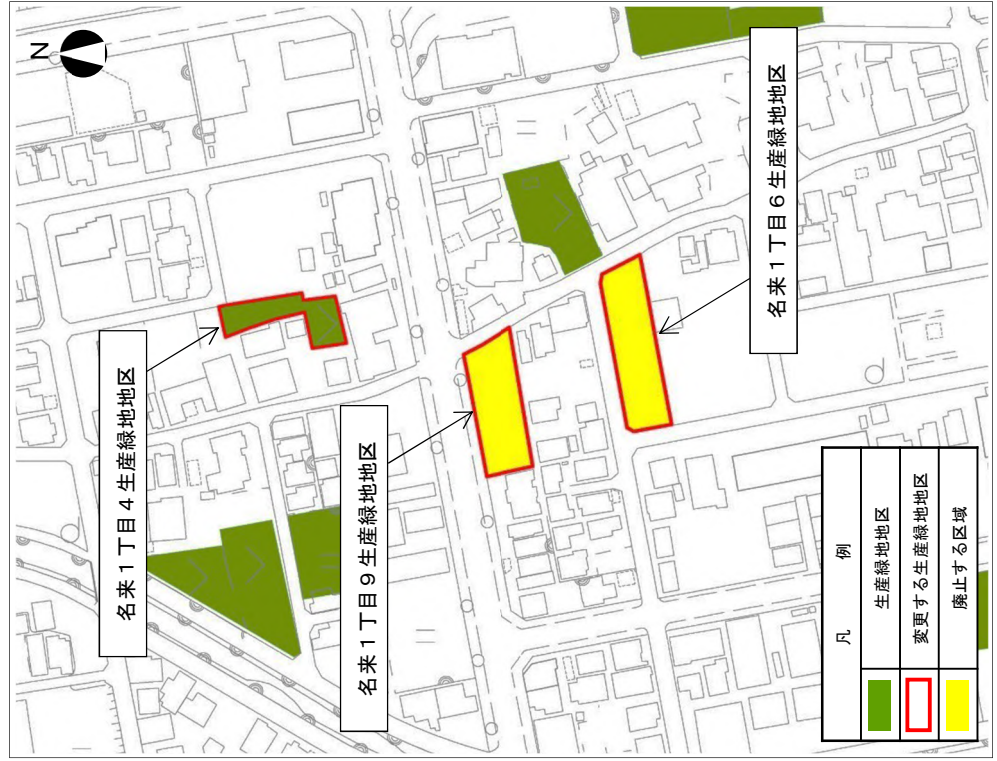 N
名来1丁目4生産緑地地区
名来1丁目9生産緑地地区
名来1丁目6生産緑地地区
凡例
生産緑地地区
変更する生産緑地地区
廃止する区域